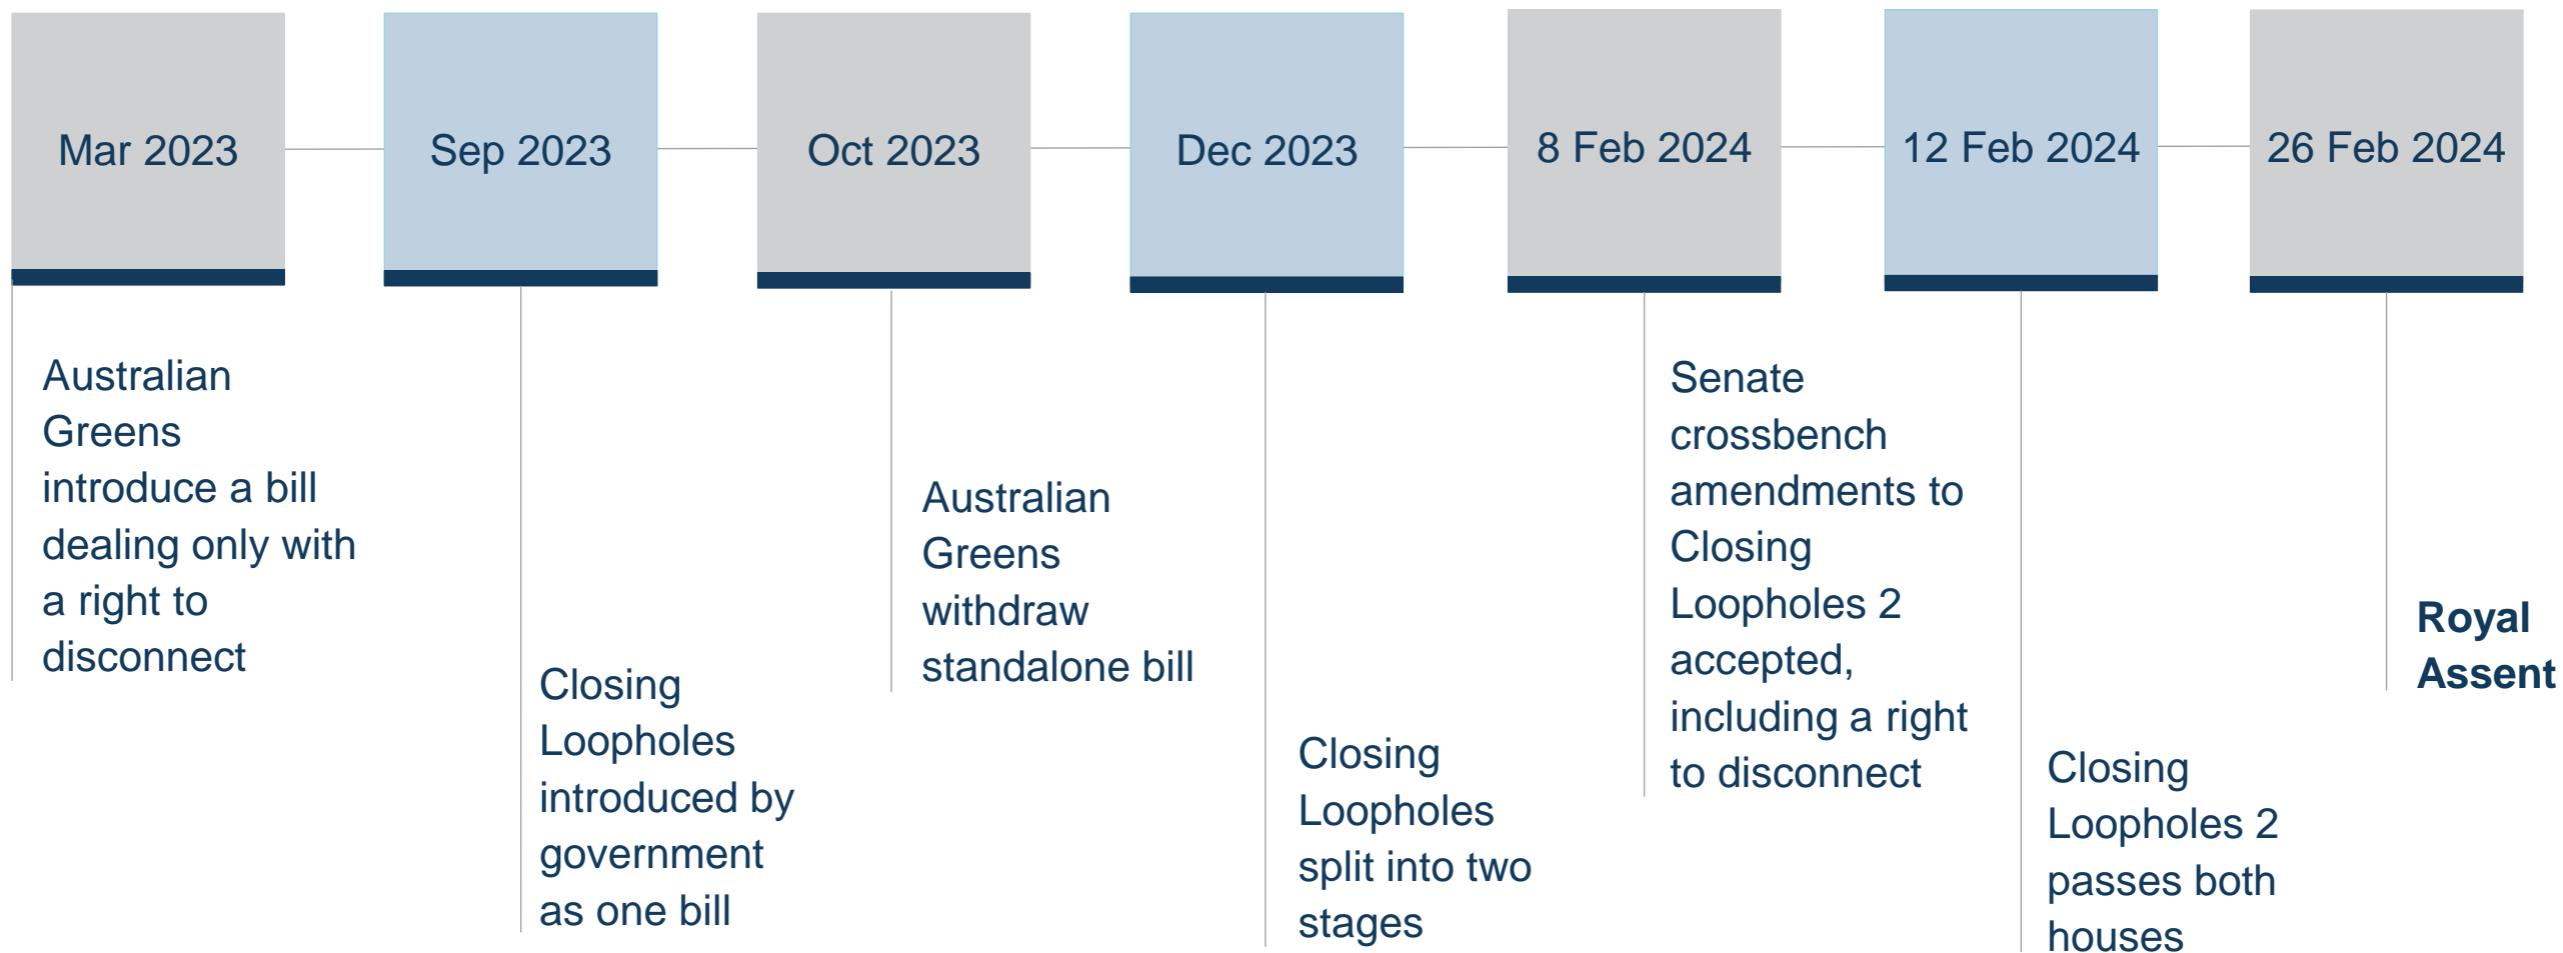 Mar 2023
Sep 2023
Oct 2023
Dec 2023
8 Feb 2024
12 Feb 2024
26 Feb 2024
Australian
Greens
introduce a bill
dealing only with
a right to
disconnect
Closing
Loopholes
introduced by
government
as one bill
Australian
Greens
withdraw
standalone bill
Closing
Loopholes
split into two
stages
Senate
crossbench
amendments to
Closing
Loopholes 2
accepted,
including a right
to disconnect
Closing
Loopholes 2
passes both
houses
Royal
Assent